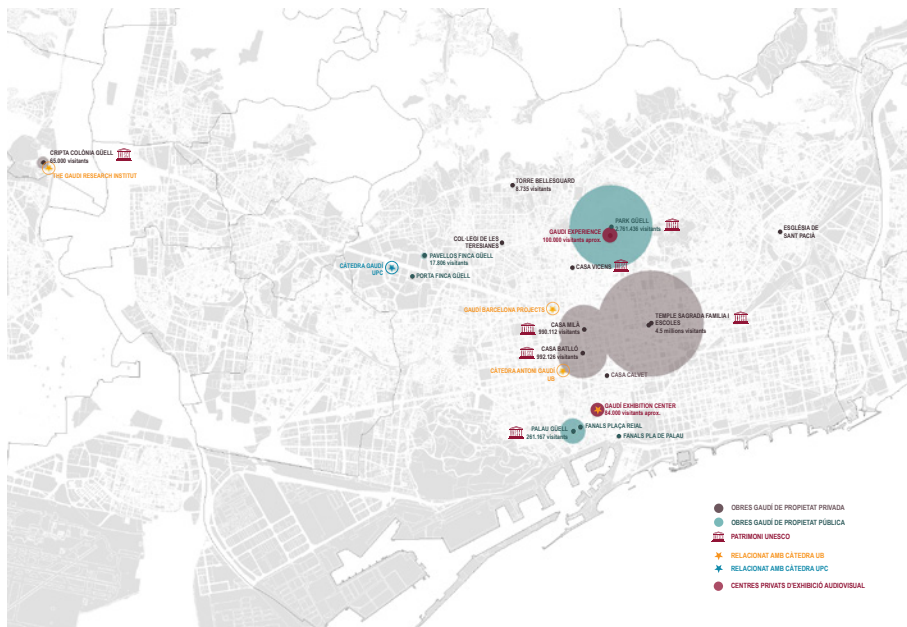 CRIPTA COLÒNIA GÜELL
65.000 visitants
THE GAUDÍ RESEARCH INSTITUT
TORRE BELLESGUARD
8.735 visitants
PARK GÜELL
2.761.436 visitants
GAUDÍ EXPERIENCE
100.000 visitants aprox.
ESGLÉSIA DE
SANT PACIÀ
COL·LEGI DE LES
TERESIANES
PAVELLOS FINCA GÜELL
17.806 visitants
CÀTEDRA GAUDÍ
UPC
PORTA FINCA GÜELL
CASA VICENS
GAUDÍ BARCELONA PROJECTS
TEMPLE SAGRADA FAMILIA I
ESCOLES
4.5 millions visitants
CASA MILÀ
950.112 visitants
CASA BATLLÓ
992.126 visitants
CÀTEDRA ANTONI GAUDÍ
UB
CASA CALVET
GAUDÍ EXHIBITION CENTER
84.000 visitants aprox.
PALAU GÜELL
261.167 visitants
FANALS PLAÇA REIAL
FANALS PLA DE PALAU
OBRES GAUDÍ DE PROPIETAT PRIVADA
OBRES GAUDÍ DE PROPIETAT PÚBLICA
PATRIMONI UNESCO
RELACIONAT AMB CÀTEDRA UB
RELACIONAT AMB CÀTEDRA UPC
CENTRES PRIVATS D'EXHIBICIÓ AUDIOVISUAL